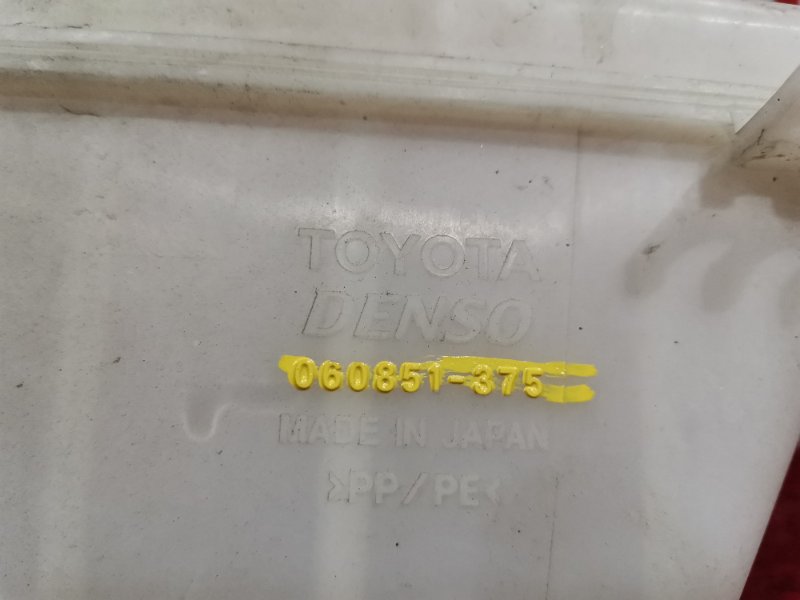 TOYOTA
DENSO
060851-375
MADE IN JAPAN
>PP/PE<